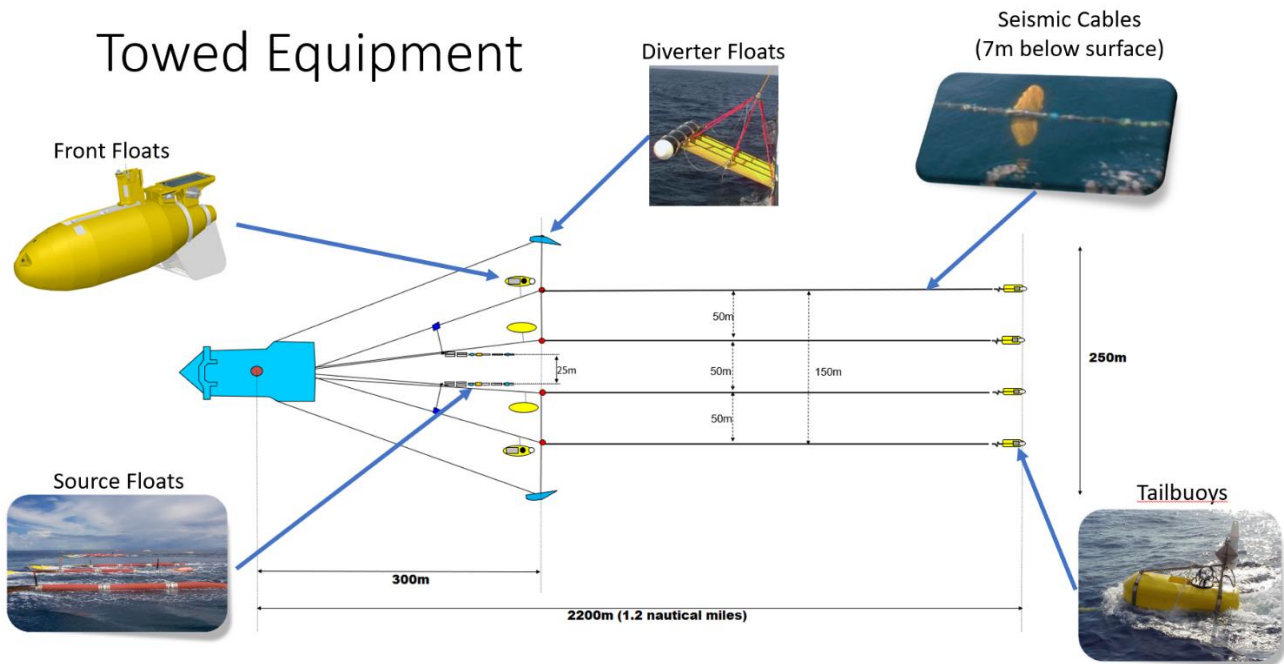 Towed Equipment
Diverter Floats
Seismic Cables
(7m below surface)
Front Floats
50m
25m
50m
150m
250m
50m
Source Floats
Tailbuoys
300m
2200m (1.2 nautical miles)